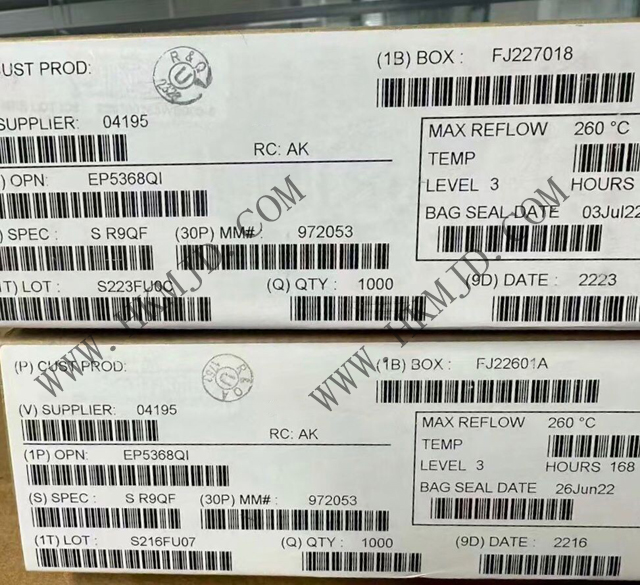 CUST PROD:
R & Q
U
(1B) BOX : FJ227018
SUPPLIER: 04195
RC: AK
MAX REFLOW 260 °C
TEMP
LEVEL 3 HOURS
BAG SEAL DATE 03Jul22
) OPN: EP5368QI
) SPEC : S R9QF (30P) MM# : 972053
1T) LOT : S223FU0C (Q) QTY : 1000 (9D) DATE : 2223
WWW.HKMJD.COM
WWW.HKMJD.COM
(P) CUST PROD:
R & Q A
U
(1B) BOX : FJ22601A
(V) SUPPLIER: 04195
RC: AK
MAX REFLOW 260 °C
TEMP
LEVEL 3 HOURS 168
BAG SEAL DATE 26Jun22
(1P) OPN: EP5368QI
(S) SPEC : S R9QF (30P) MM# : 972053
(1T) LOT : S216FU07 (Q) QTY : 1000 (9D) DATE : 2216